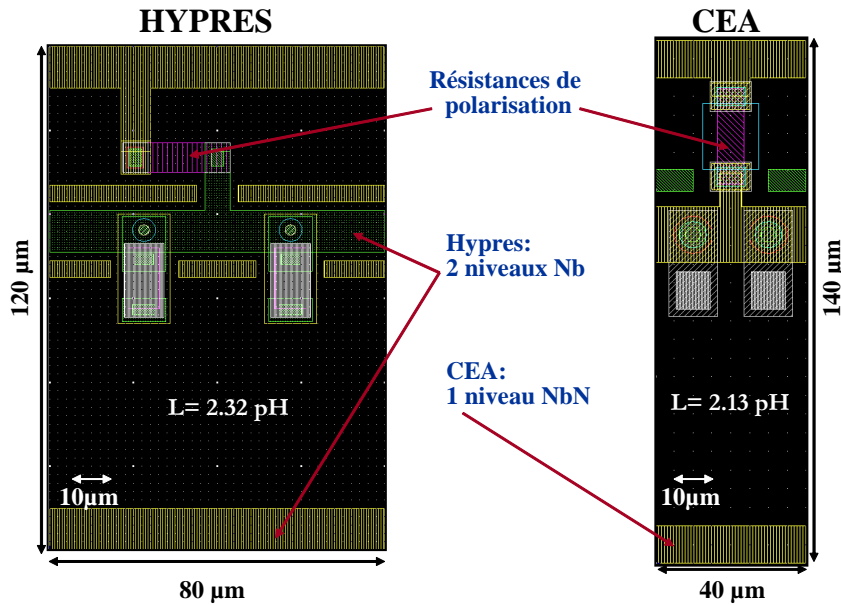 HYPRES
CEA
Résistances de
polarisation
120 µm
Hypres:
2 niveaux Nb
140 µm
CEA:
1 niveau NbN
L= 2.32 pH
L= 2.13 pH
10µm
10µm
80 µm
40 µm